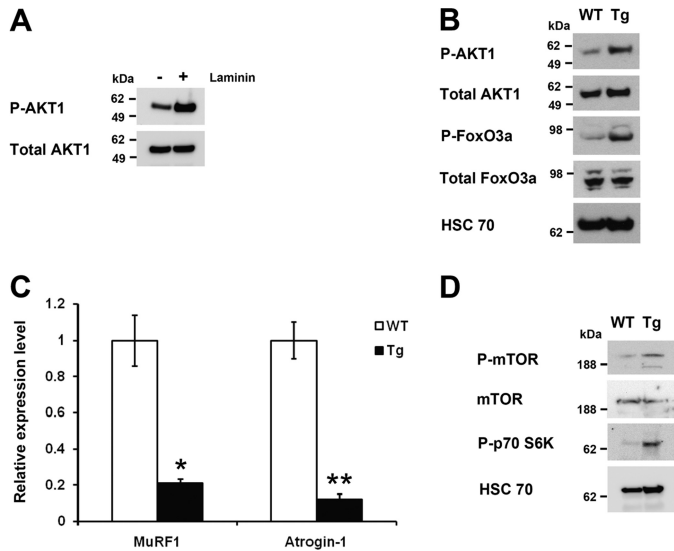 A
kDa - + Laminin
P-AKT1 62
49
Total AKT1 62
49
B
WT Tg
P-AKT1 62
49
Total AKT1 62
49
P-FoxO3a 98
Total FoxO3a 98
HSC 70
62
C
Relative expression level
1.2
1
0.8
0.6
0.4
0.2
0
WT
Tg
* **
MuRF1 Atrogin-1
D
WT Tg
kDa
P-mTOR
188
mTOR
188
P-p70 S6K
62
HSC 70
62